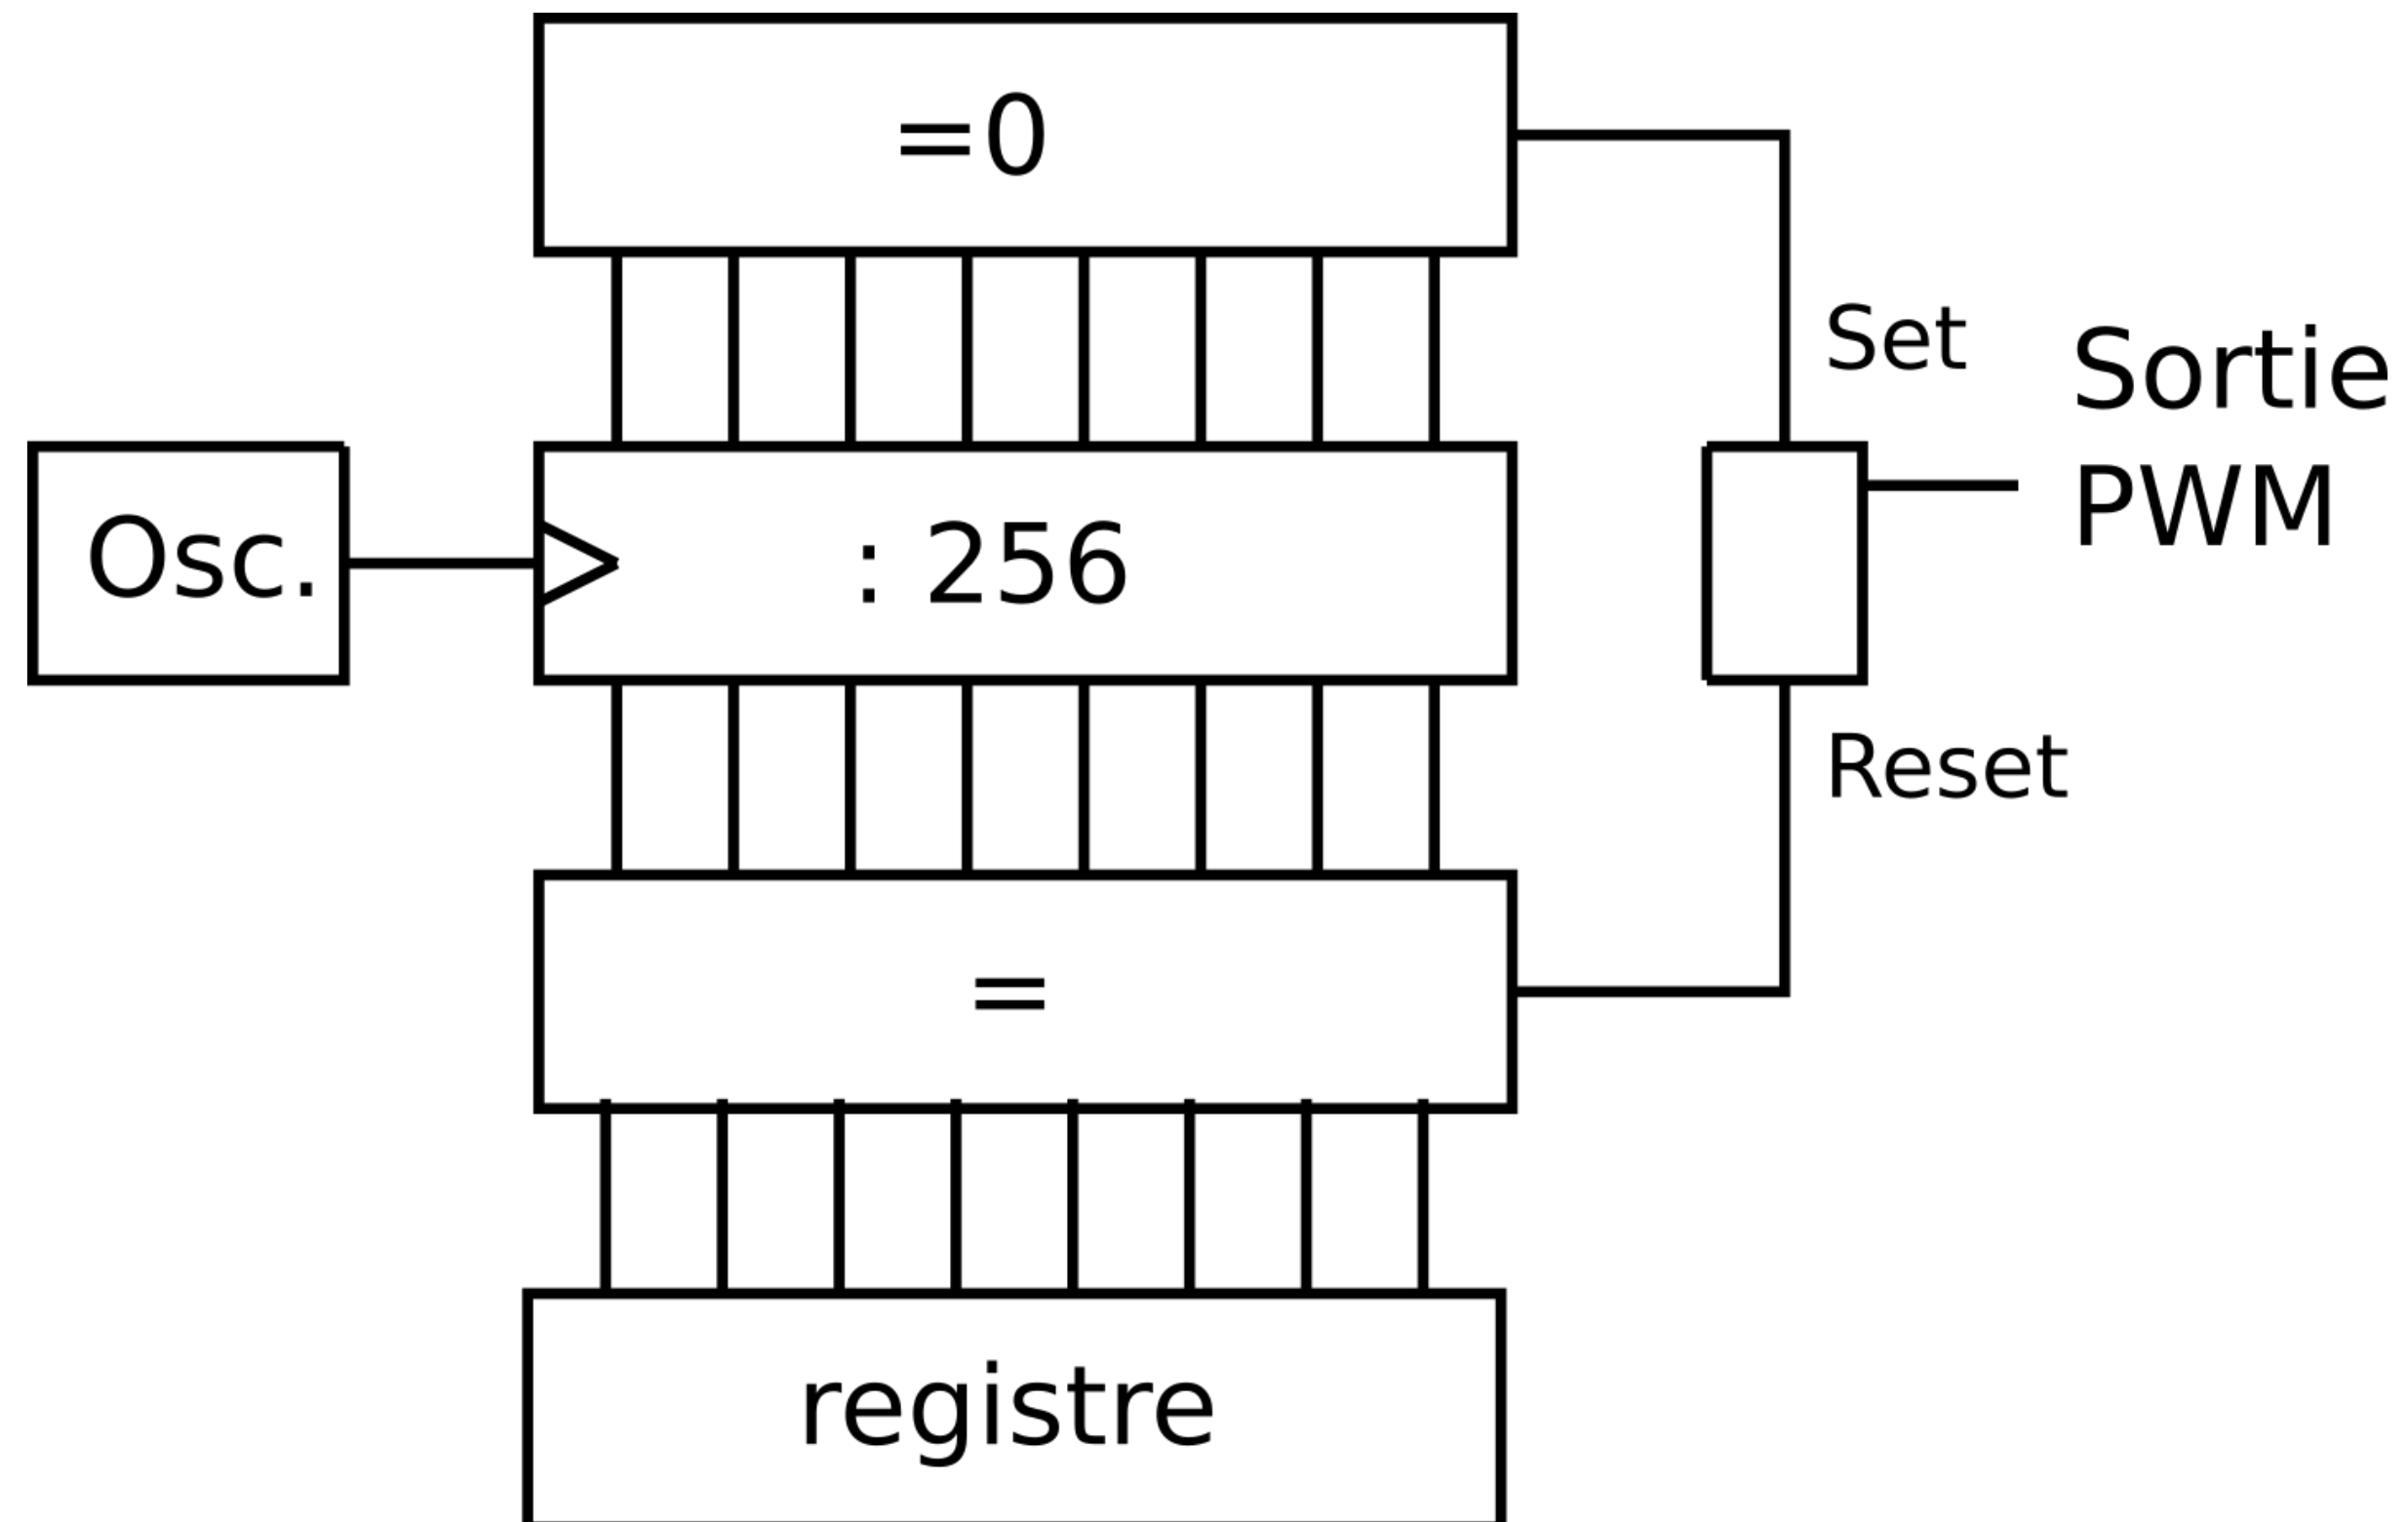 =0
Set
Sortie
PWM
Osc.
: 256
Reset
=
registre